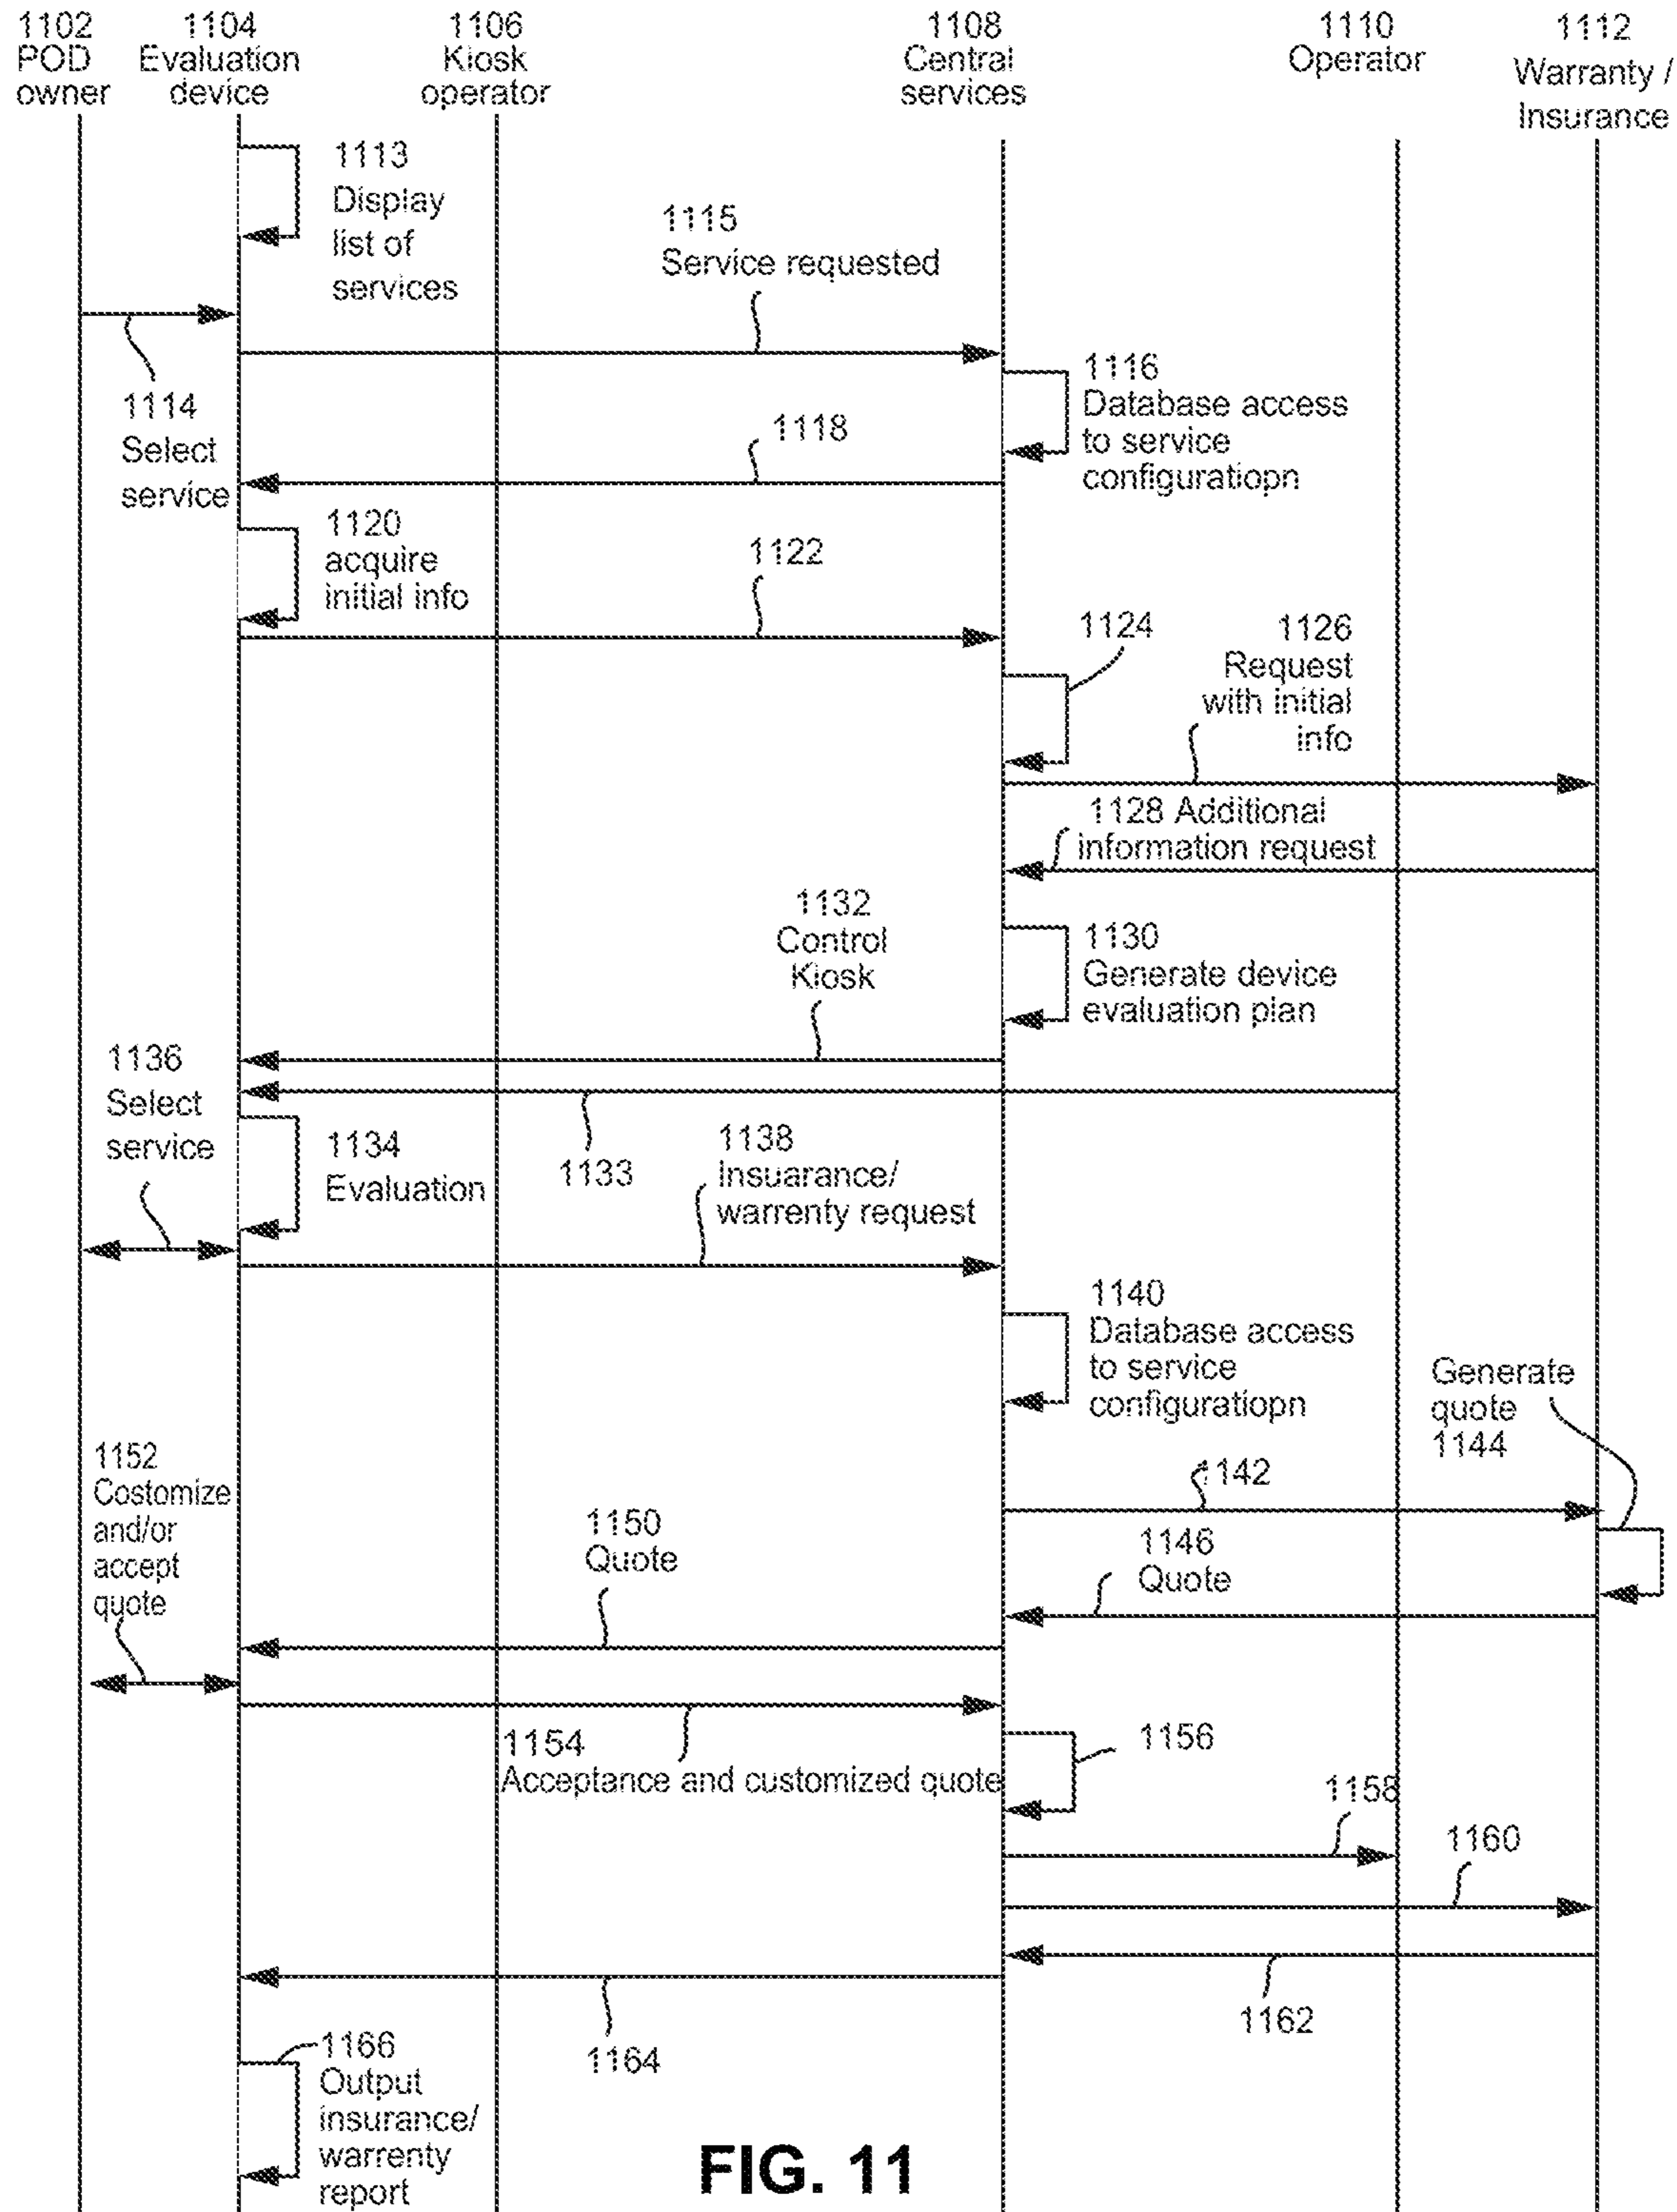 1102
POD
owner
1104
Evaluation
device
1106
Kiosk
operator
1108
Central
services
1110
Operator
1112
Warranty /
Insurance
1113
Display
list of
services
1115
Service requested
1114
Select
service
1116
Database access
to service
configuratiopn
1118
1120
acquire
initial info
1122
1124
1126
Request
with initial
info
1128 Additional
information request
1132
Control
Kiosk
1130
Generate device
evaluation plan
1136
Select
service
1134
Evaluation
1133
1138
Insuarance/
warrenty request
1140
Database access
to service
configuratiopn
Generate
quote
1144
1152
Costomize
and/or
accept
quote
1142
1150
Quote
1146
Quote
1154
Acceptance and customized quote
1156
1158
1160
1162
1164
1166
Output
insurance/
warrenty
report
FIG. 11